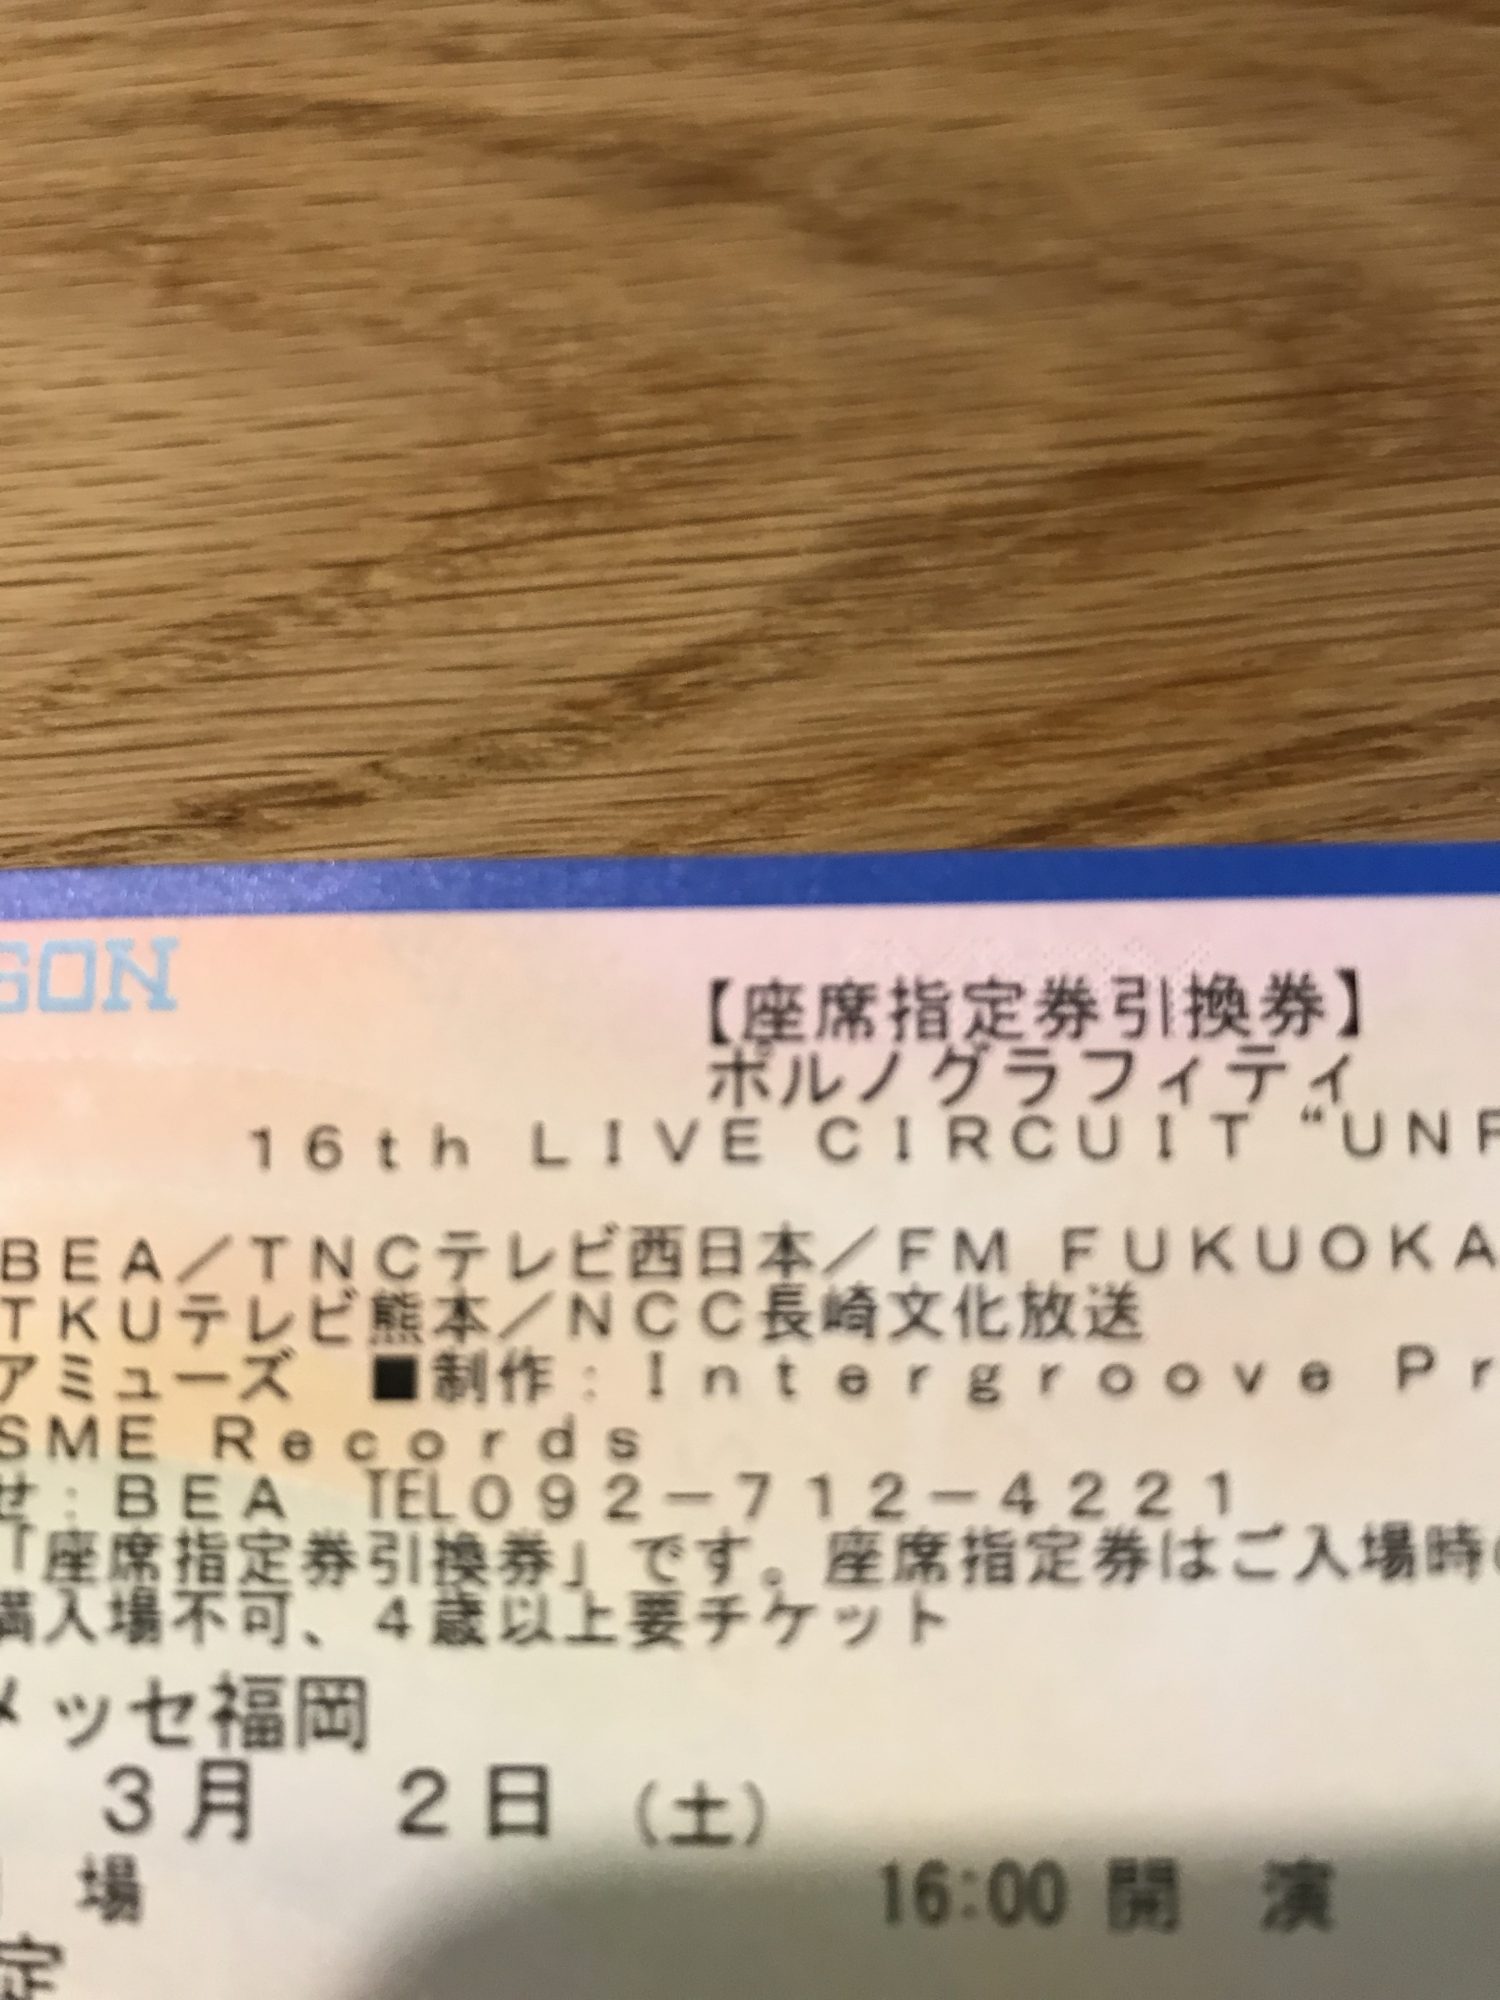 SON
【座席指定券引換券】
ポルノグラフィティ
16th LIVE CIRCUIT “UNF
BEA／TNCテレビ西日本／FM FUKUOKA
TKUテレビ熊本／NCC長崎文化放送
アミューズ ■制作：Intergroove Pr
SME Records
せ：BEA TEL092－712－4221
「座席指定券引換券」です。座席指定券はご入場時
満入場不可、4歳以上要チケット
メッセ福岡
3月 2日（土）
場 16:00 開 演
定